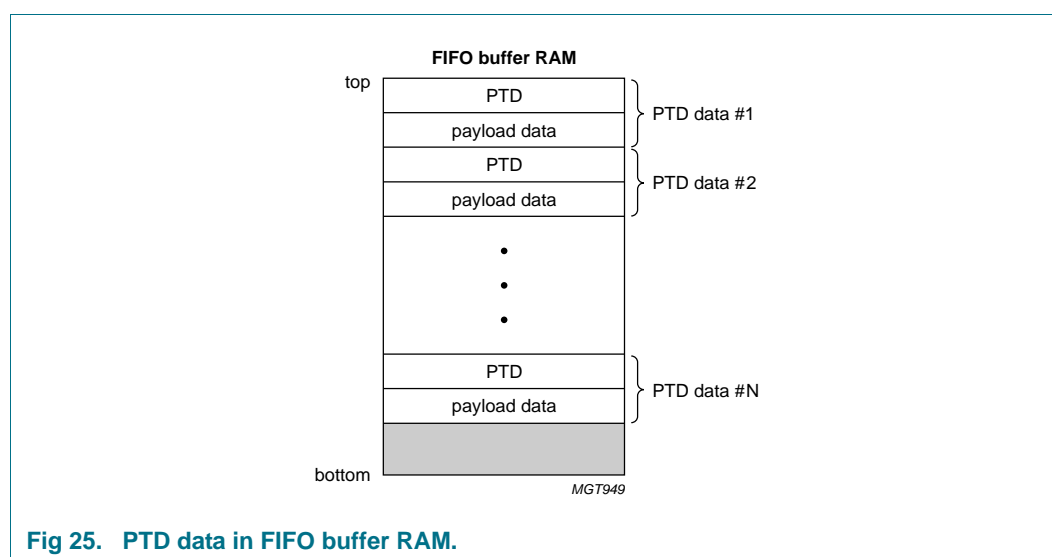 FIFO buffer RAM
top
PTD
PTD data #1
payload data
PTD
PTD data #2
payload data
PTD
PTD data #N
payload data
bottom
MGT949
Fig 25. PTD data in FIFO buffer RAM.